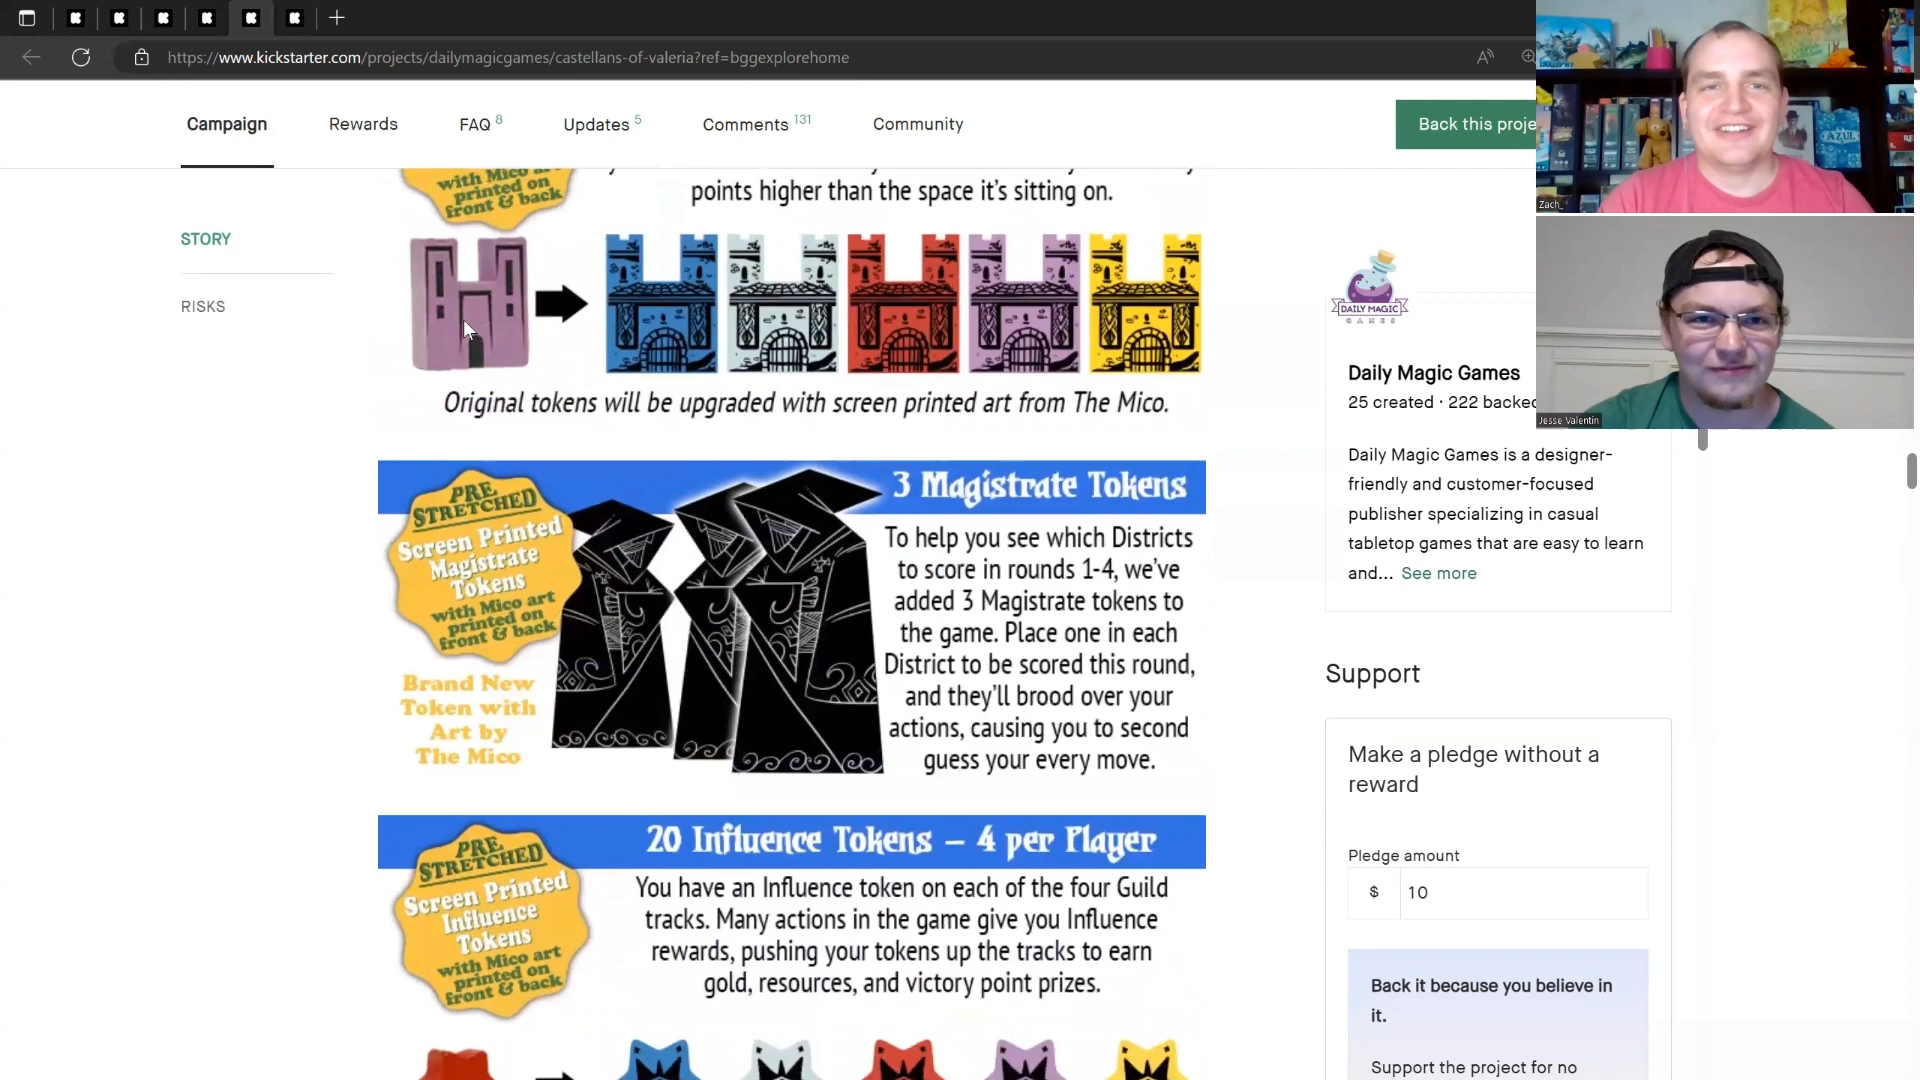 https://www.kickstarter.com/projects/dailymagicgames/castellans-of-valeria?ref=bggexplorehome
Campaign
Rewards
FAQ 8
Updates 5
Comments 131
Community
Back this proje
STORY
RISKS
with Mico
printed on
front & back
points higher than the space it's sitting on.
Original tokens will be upgraded with screen printed art from The Mico.
3 Magistrate Tokens
PRE
STRETCHED
Screen Printed
Magistrate
Tokens
with Mico art
printed on
front & back
Brand New
Token with
Art by
The Mico
To help you see which Districts
to score in rounds 1-4, we've
added 3 Magistrate tokens to
the game. Place one in each
District to be scored this round,
and they'll brood over your
actions, causing you to second
guess your every move.
20 Influence Tokens – 4 per Player
PRE
STRETCHED
Screen Printed
Influence
Tokens
with Mico art
printed on
front & back
You have an Influence token on each of the four Guild
tracks. Many actions in the game give you Influence
rewards, pushing your tokens up the tracks to earn
gold, resources, and victory point prizes.
DAILY MAGIC
GAMES
Daily Magic Games
25 created · 222 backed
Daily Magic Games is a designer-
friendly and customer-focused
publisher specializing in casual
tabletop games that are easy to learn
and... See more
Support
Make a pledge without a
reward
Pledge amount
$ 10
Back it because you believe in
it.
Support the project for no
Zach_
Jesse Valentin
AZUL